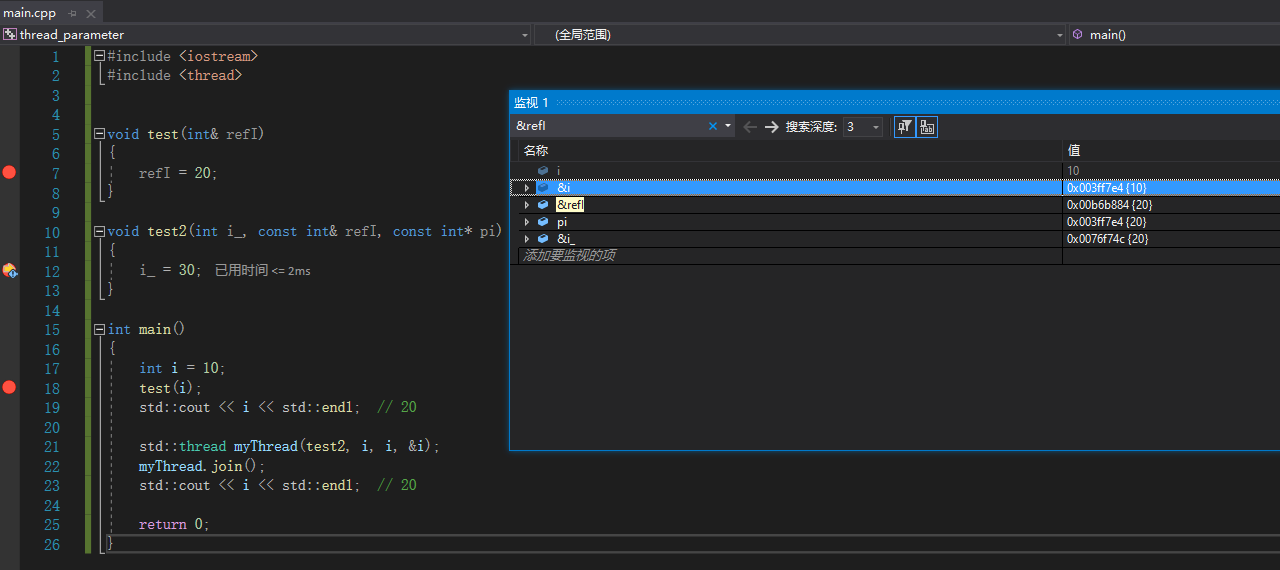 main.cpp
thread_parameter
(全局范围)
main()
1 #include <iostream>
2 #include <thread>
3
4
5 void test(int& refI)
6 {
7 refI = 20;
8 }
9
10 void test2(int i_, const int& refI, const int* pi)
11 {
12 i_ = 30; 已用时间 <= 2ms
13 }
14
15 int main()
16 {
17 int i = 10;
18 test(i);
19 std::cout << i << std::endl; // 20
20
21 std::thread myThread(test2, i, i, &i);
22 myThread.join();
23 std::cout << i << std::endl; // 20
24
25 return 0;
26 }
监视 1
&refI
搜索深度: 3
名称 值
i 10
&i 0x003ff7e4 {10}
&refI 0x00b6b884 {20}
pi 0x003ff7e4 {20}
&i_ 0x0076f74c {20}
添加要监视的项